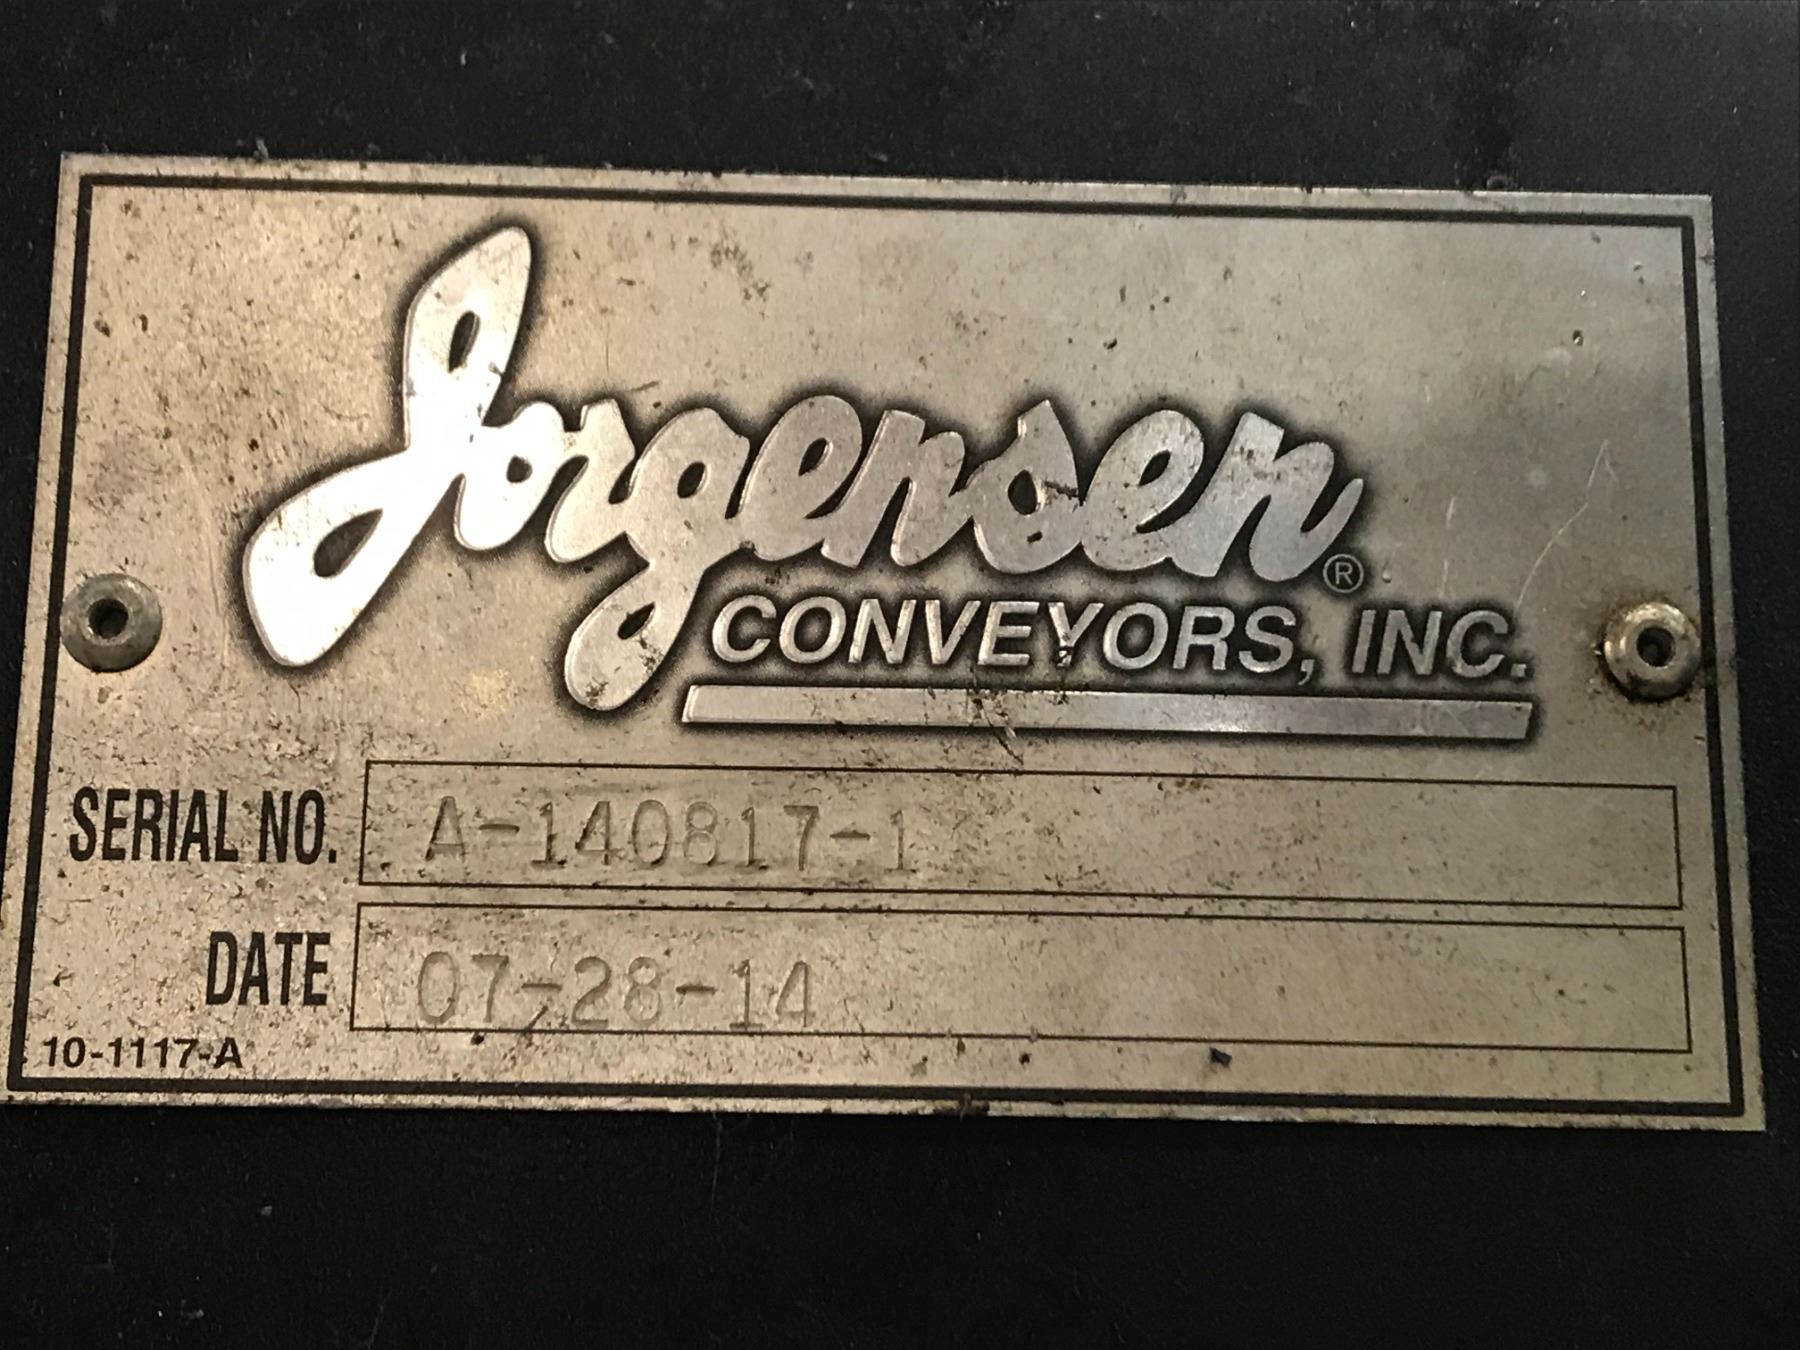 Jorgensen®
CONVEYORS, INC.
SERIAL NO. A-140817-1
DATE 07-28-14
10-1117-A